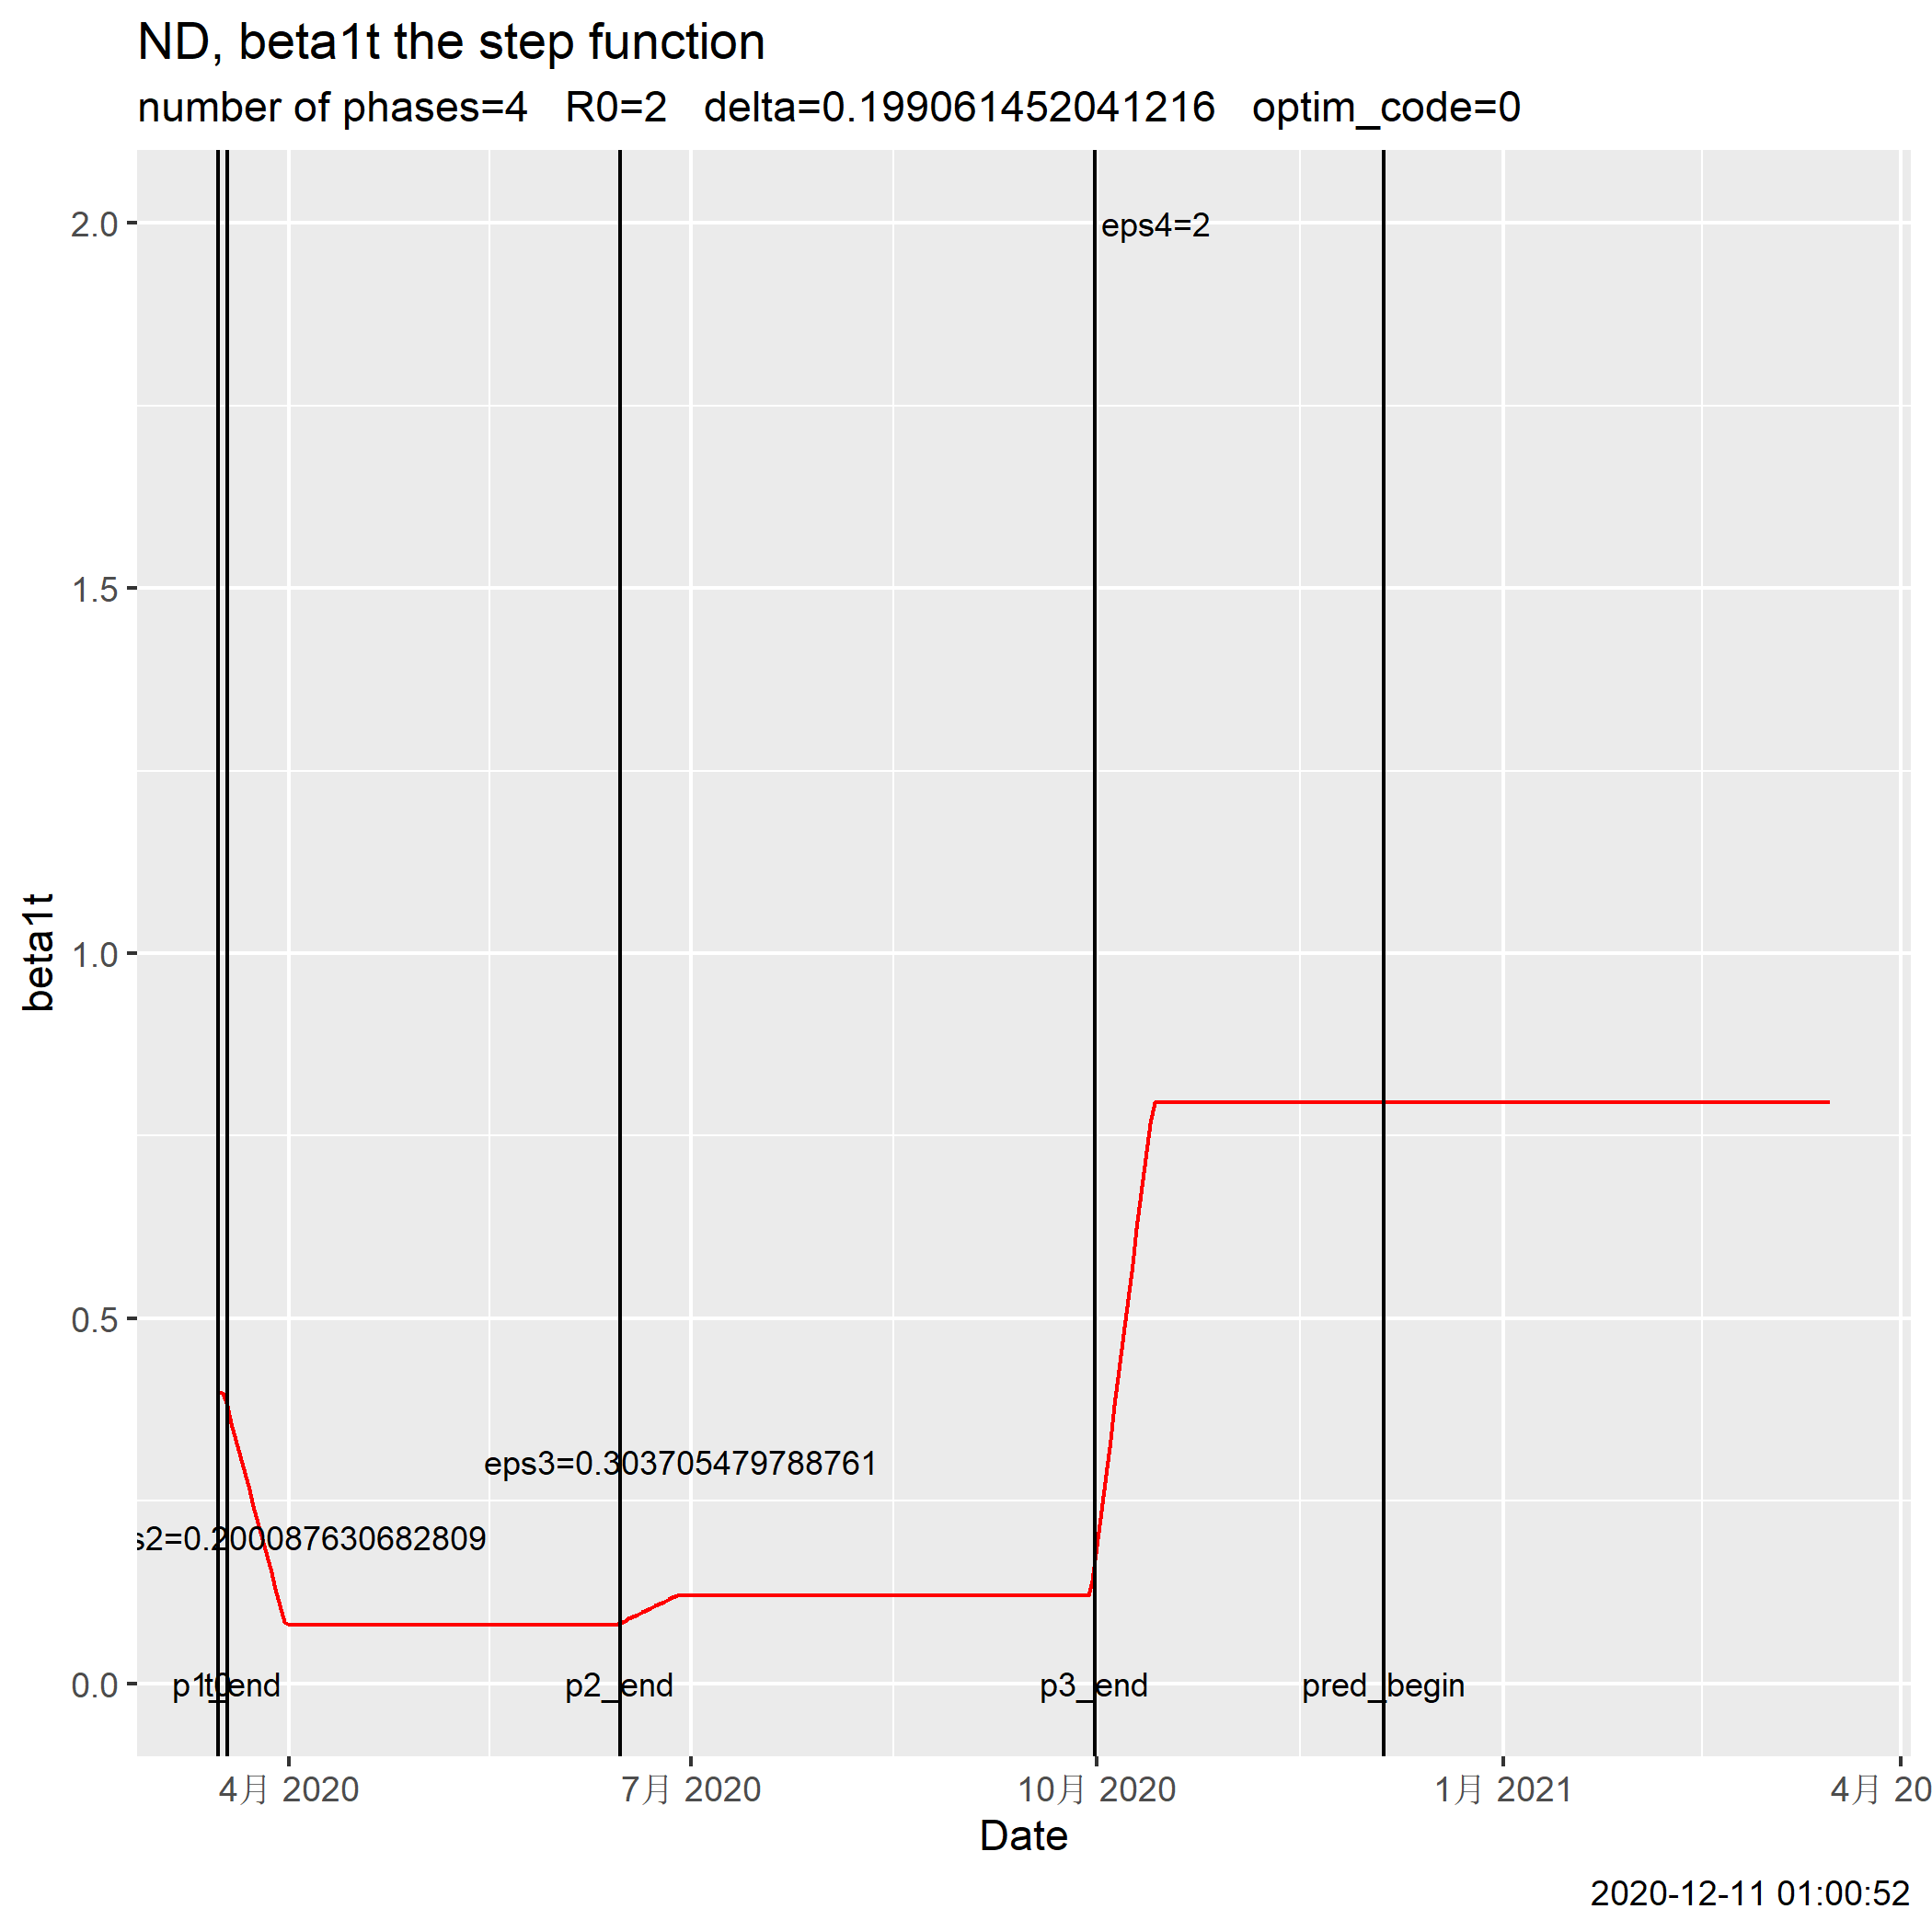 ND, beta1t the step function
number of phases=4 R0=2 delta=0.199061452041216 optim_code=0
beta1t
2.0
1.5
1.0
0.5
0.0
eps4=2
eps3=0.303705479788761
s2=0.200087630682809
p1_end
t0
p2_end
p3_end
pred_begin
4月 2020
7月 2020
10月 2020
1月 2021
4月 20
Date
2020-12-11 01:00:52